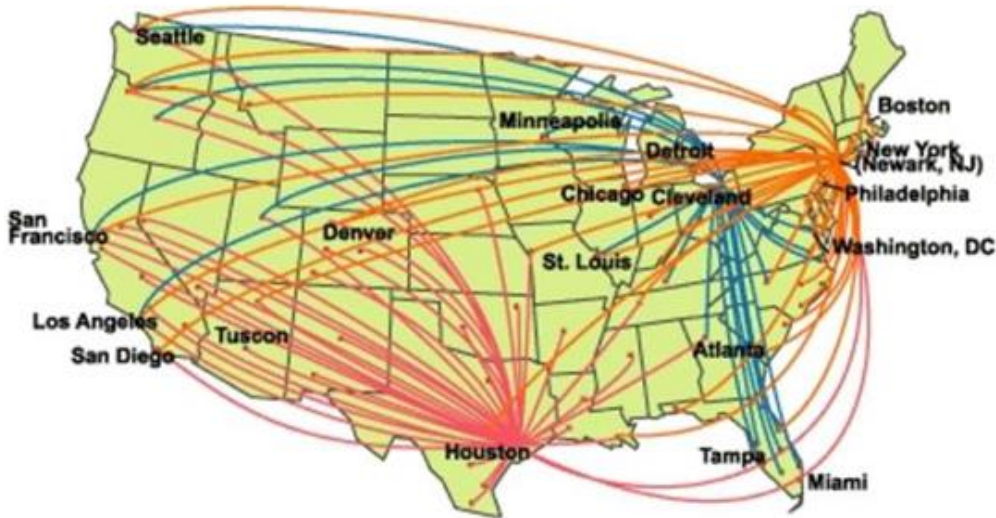 Seattle
Boston
Minneapolis
New York
Detroit
(Newark, NJ)
Chicago
Cleveland
Philadelphia
San
Francisco
Denver
Washington, DC
St. Louis
Los Angeles
Tuscon
San Diego
Atlanta
Houston
Tampa
Miami